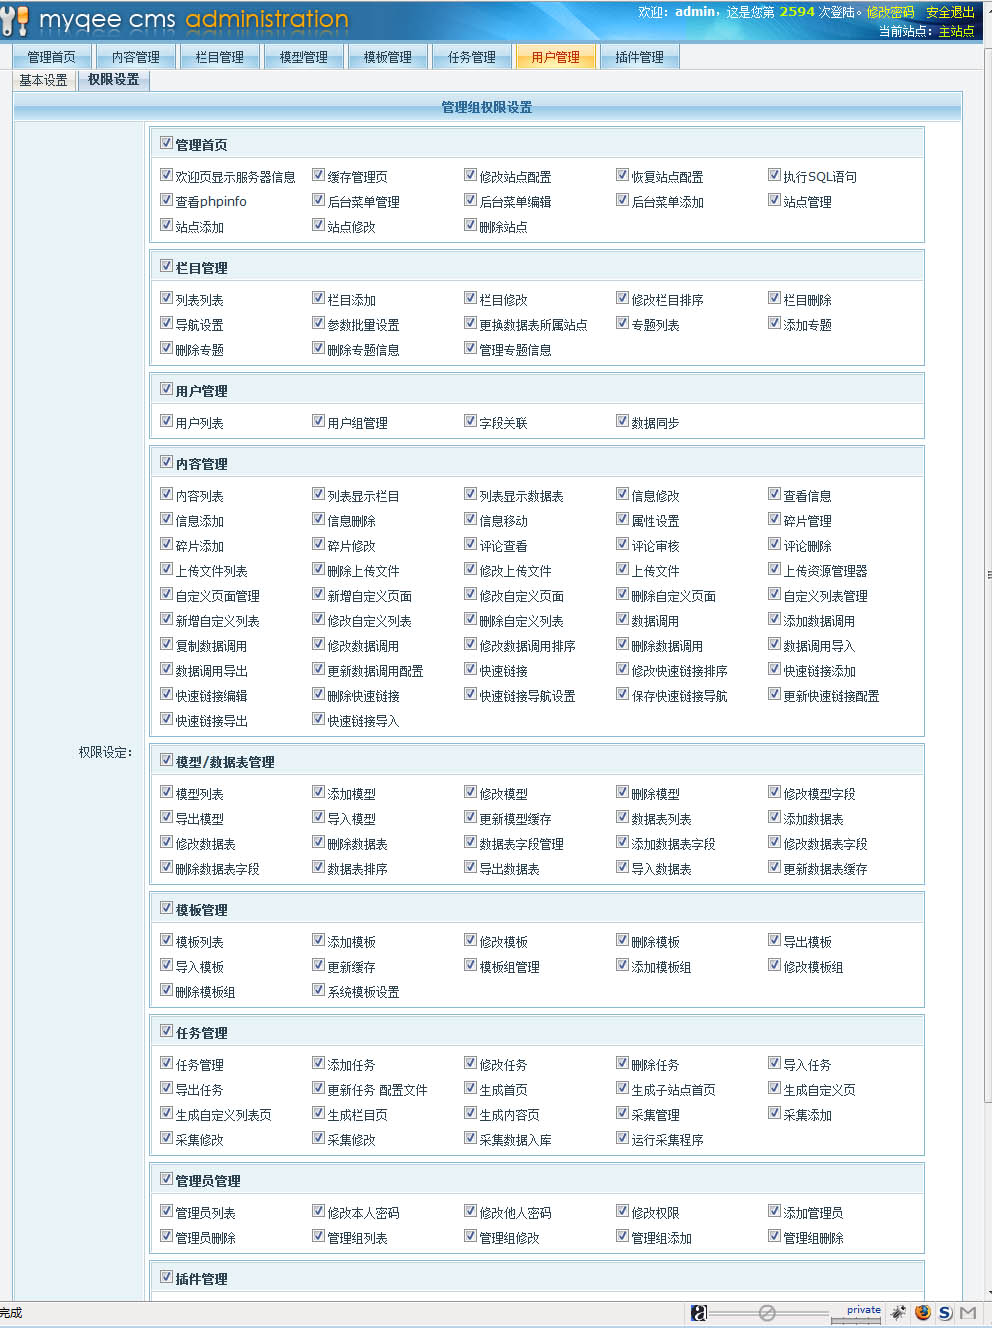 myqee cms administration
欢迎：admin，这是您第 2594 次登陆。修改密码 安全退出
当前站点：主站点
管理首页 内容管理 栏目管理 模型管理 模板管理 任务管理 用户管理 插件管理
基本设置 权限设置
管理组权限设置
管理首页
欢迎页显示服务器信息 缓存管理页 修改站点配置 恢复站点配置 执行SQL语句
查看phpinfo 后台菜单管理 后台菜单编辑 后台菜单添加 站点管理
站点添加 站点修改 删除站点
栏目管理
列表列表 栏目添加 栏目修改 修改栏目排序 栏目删除
导航设置 参数批量设置 更换数据表所属站点 专题列表 添加专题
删除专题 删除专题信息 管理专题信息
用户管理
用户列表 用户组管理 字段关联 数据同步
内容管理
内容列表 列表显示栏目 列表显示数据表 信息修改 查看信息
信息添加 信息删除 信息移动 属性设置 碎片管理
碎片添加 碎片修改 评论查看 评论审核 评论删除
上传文件列表 删除上传文件 修改上传文件 上传文件 上传资源管理器
自定义页面管理 新增自定义页面 修改自定义页面 删除自定义页面 自定义列表管理
新增自定义列表 修改自定义列表 删除自定义列表 数据调用 添加数据调用
复制数据调用 修改数据调用 修改数据调用排序 删除数据调用 数据调用导入
数据调用导出 更新数据调用配置 快速链接 修改快速链接排序 快速链接添加
快速链接编辑 删除快速链接 快速链接导航设置 保存快速链接导航 更新快速链接配置
快速链接导出 快速链接导入
权限设定：
模型/数据表管理
模型列表 添加模型 修改模型 删除模型 修改模型字段
导出模型 导入模型 更新模型缓存 数据表列表 添加数据表
修改数据表 删除数据表 数据表字段管理 添加数据表字段 修改数据表字段
删除数据表字段 数据表排序 导出数据表 导入数据表 更新数据表缓存
模板管理
模板列表 添加模板 修改模板 删除模板 导出模板
导入模板 更新缓存 模板组管理 添加模板组 修改模板组
删除模板组 系统模板设置
任务管理
任务管理 添加任务 修改任务 删除任务 导入任务
导出任务 更新任务 配置文件 生成首页 生成子站点首页 生成自定义页
生成自定义列表页 生成栏目页 生成内容页 采集管理 采集添加
采集修改 采集修改 采集数据入库 运行采集程序
管理员管理
管理员列表 修改本人密码 修改他人密码 修改权限 添加管理员
管理员删除 管理组列表 管理组修改 管理组添加 管理组删除
插件管理
完成 private